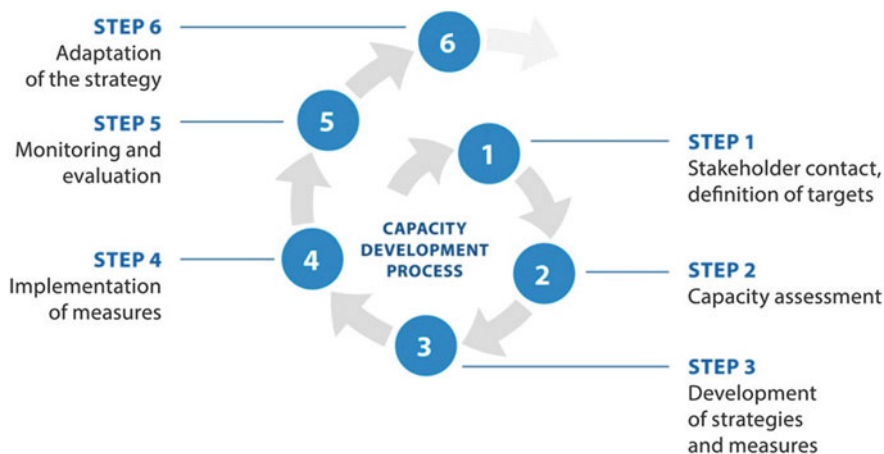 STEP 6
Adaptation
of the strategy
STEP 5
Monitoring and
evaluation
STEP 4
Implementation
of measures
6
5
1
4
2
3
CAPACITY
DEVELOPMENT
PROCESS
STEP 1
Stakeholder contact,
definition of targets
STEP 2
Capacity assessment
STEP 3
Development
of strategies
and measures